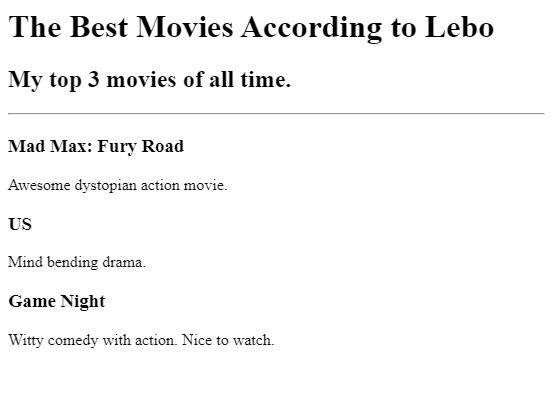 The Best Movies According to Lebo
My top 3 movies of all time.
Mad Max: Fury Road
Awesome dystopian action movie.
US
Mind bending drama.
Game Night
Witty comedy with action. Nice to watch.